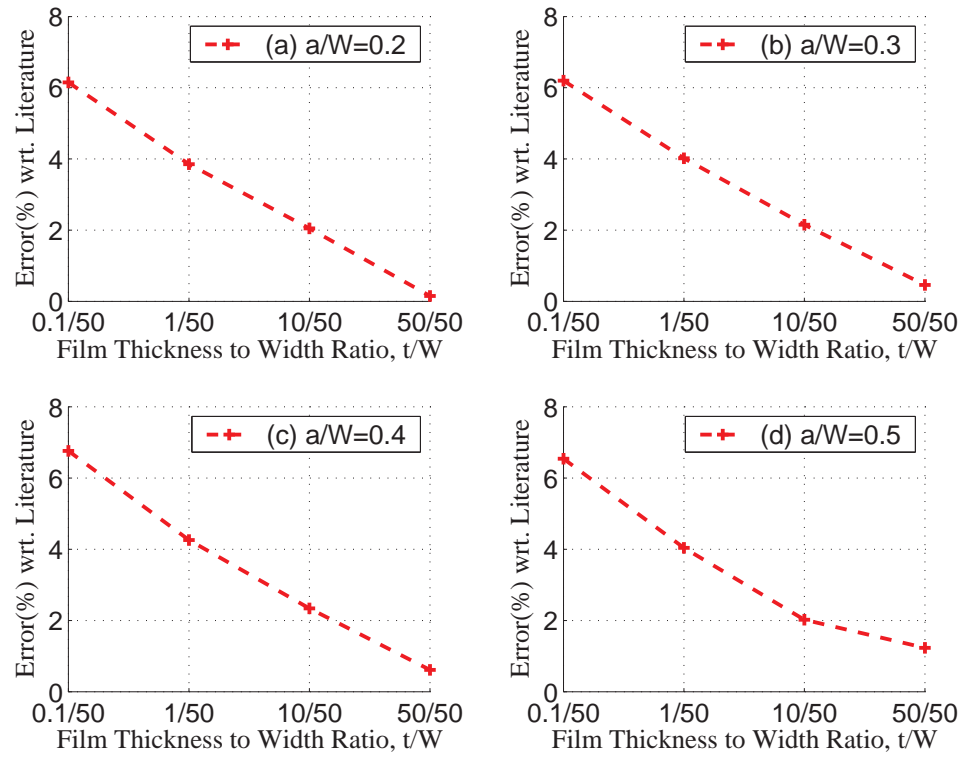 8
6
4
2
0
Error(%) wrt. Literature
(a) a/W=0.2
0.1/50 1/50 10/50 50/50
Film Thickness to Width Ratio, t/W
8
6
4
2
0
Error(%) wrt. Literature
(b) a/W=0.3
0.1/50 1/50 10/50 50/50
Film Thickness to Width Ratio, t/W
8
6
4
2
0
Error(%) wrt. Literature
(c) a/W=0.4
0.1/50 1/50 10/50 50/50
Film Thickness to Width Ratio, t/W
8
6
4
2
0
Error(%) wrt. Literature
(d) a/W=0.5
0.1/50 1/50 10/50 50/50
Film Thickness to Width Ratio, t/W